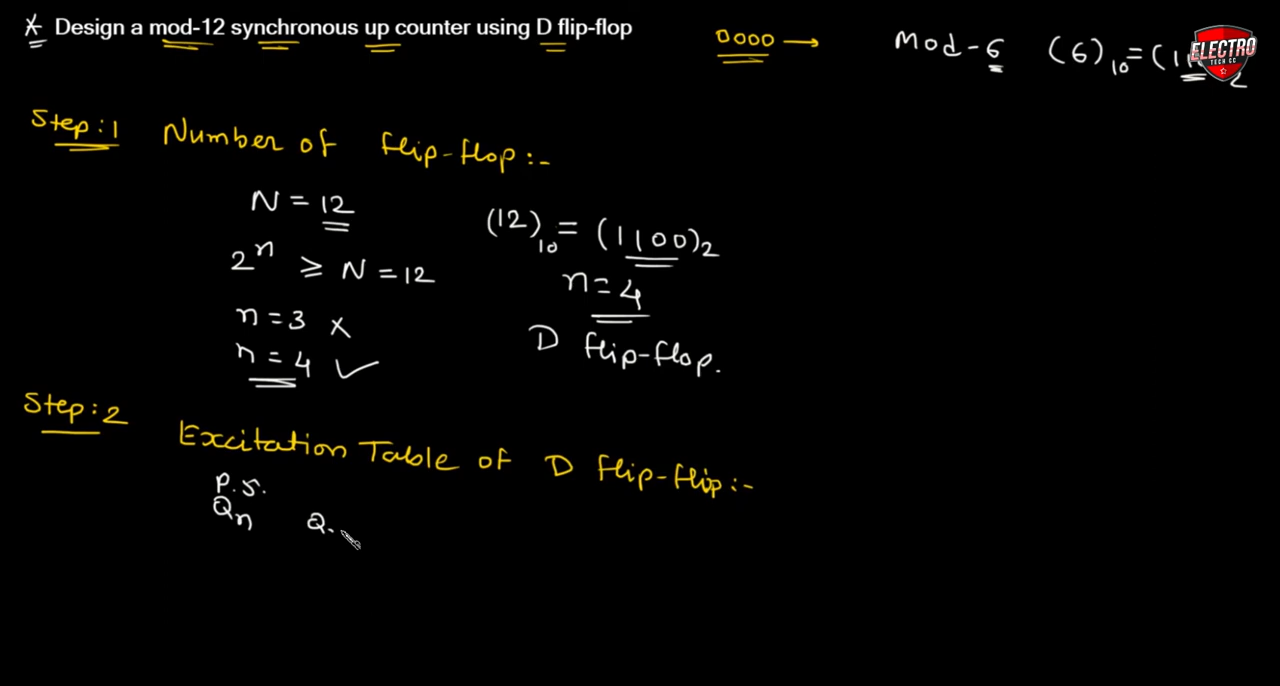 * Design a mod-12 synchronous up counter using D flip-flop
0000 → Mod-6 (6)10 = (11 )2
ELECTRO
TECH CC
Step:1 Number of flip-flop:-
N = 12
(12)10 = (1100)2
2^n ≥ N = 12
n = 4
n = 3 ×
D flip-flop.
n = 4 ✓
Step:2 Excitation Table of D flip-flip:-
P.S.
Qn Q